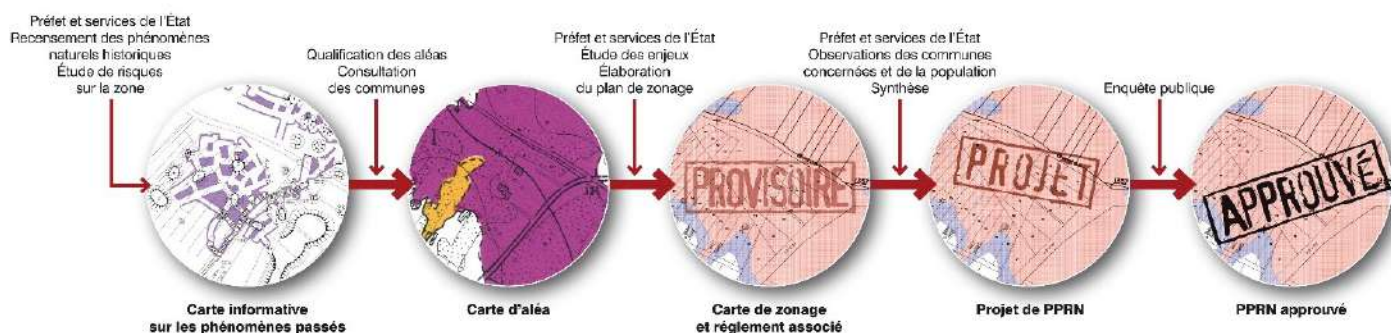 Préfet et services de l'État
Recensement des phénomènes
naturels historiques
Étude de risques
sur la zone
Qualification des aléas
Consultation
des communes
Préfet et services de l'État
Étude des enjeux
Élaboration
du plan de zonage
Préfet et services de l'État
Observations des communes
concernées et de la population
Synthèse
Enquête publique
PROVISOIRE
PROJET
APPROUVÉ
Carte informative
sur les phénomènes passés
Carte d'aléa
Carte de zonage
et réglement associé
Projet de PPRN
PPRN approuvé